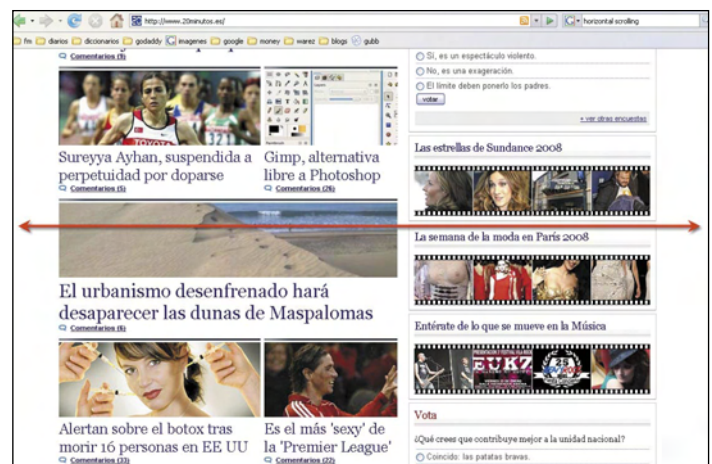 http://www.20minutos.es/
horizontal scrolling
fm diarios diccionarios godaddy imagenes google money warez blogs gubb
Comentarios (9)
TOYOTA
Sureyya Ayhan, suspendida a
perpetuidad por doparse
Comentarios (5)
Gimp, alternativa
libre a Photoshop
Comentarios (26)
El urbanismo desenfrenado hará
desaparecer las dunas de Maspalomas
Comentarios (6)
Alertan sobre el botox tras
morir 16 personas en EE UU
Comentarios (33)
Es el más 'sexy' de
la 'Premier League'
Comentarios (22)
Sí, es un espectáculo violento.
No, es una exageración.
El límite deben ponerlo los padres.
votar
+ ver otras encuestas
Las estrellas de Sundance 2008
La semana de la moda en París 2008
Entérate de lo que se mueve en la Música
EUKZ
25
Vota
¿Qué crees que contribuye mejor a la unidad nacional?
Coincido: las patatas bravas.